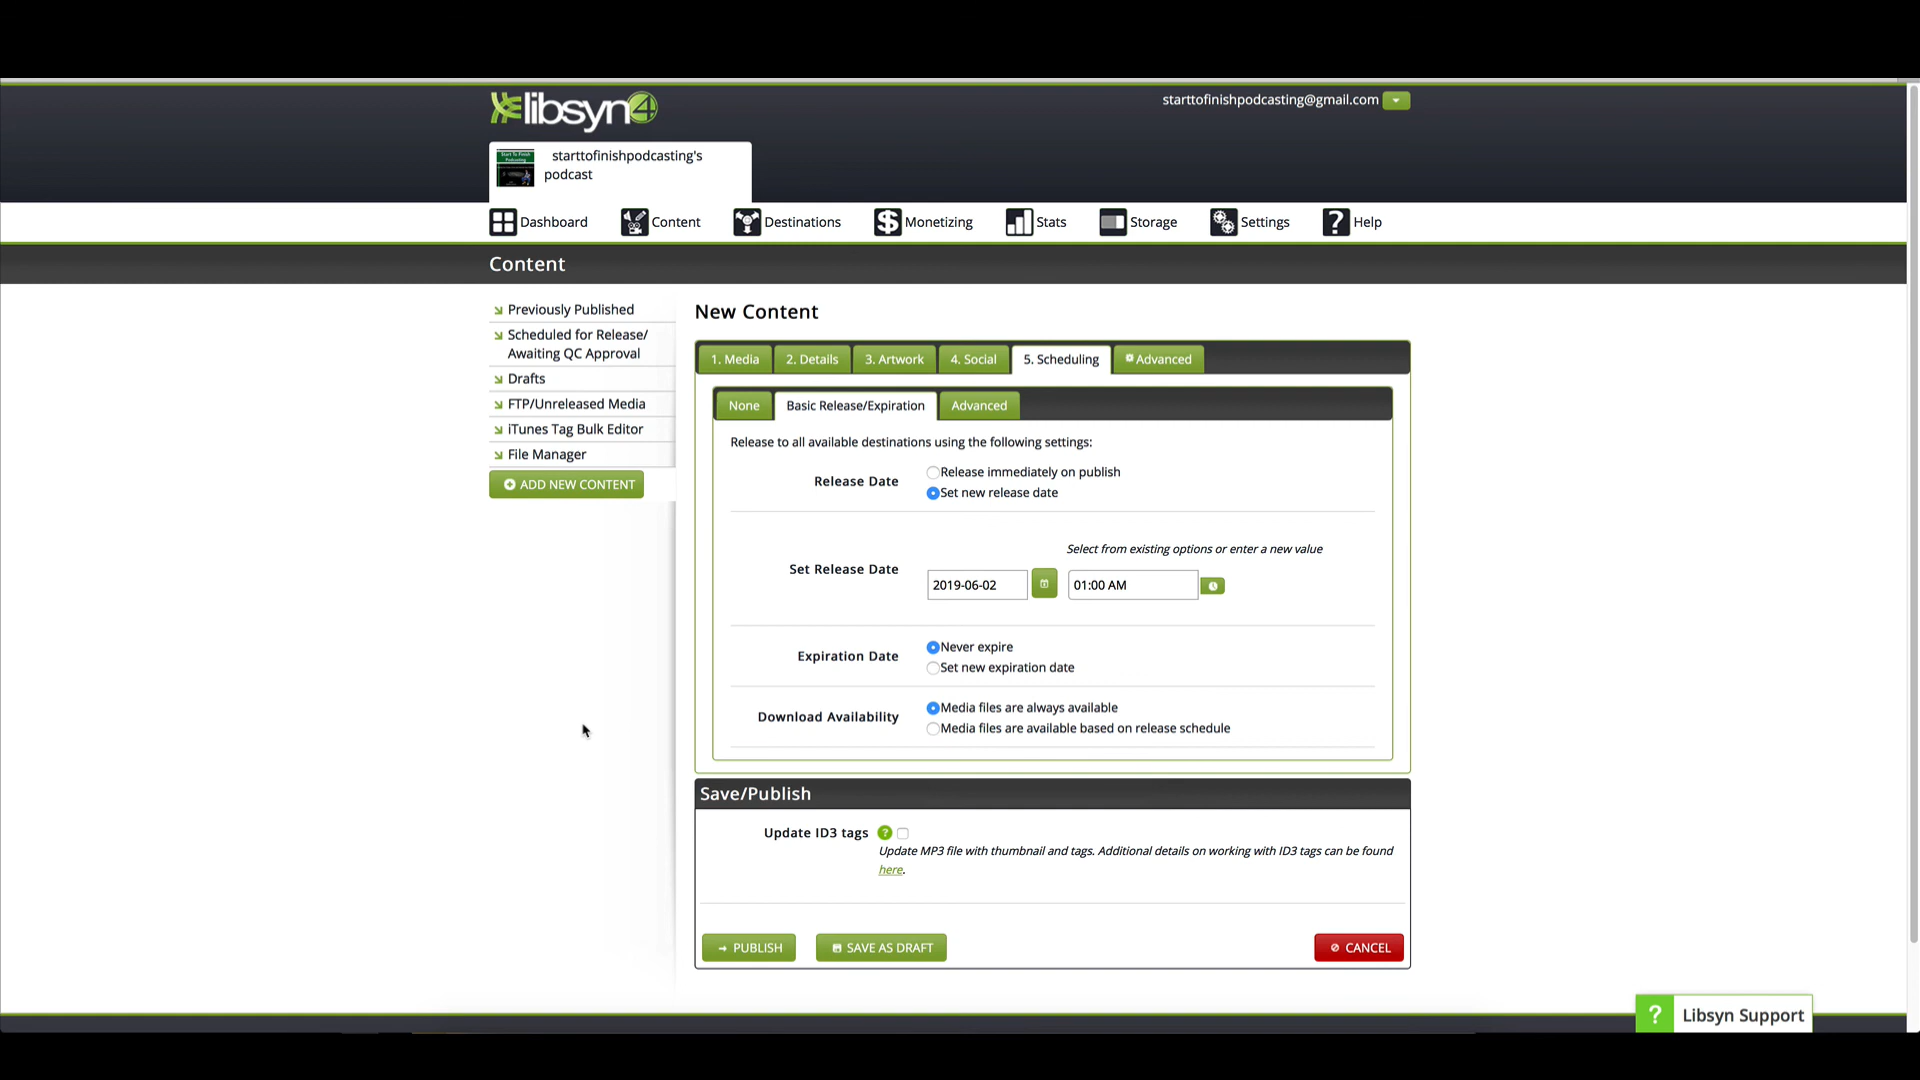 libsyn4
starttofinishpodcasting@gmail.com
Start To Finish
Podcasting
starttofinishpodcasting's
podcast
Dashboard
Content
Destinations
Monetizing
Stats
Storage
Settings
Help
Content
Previously Published
Scheduled for Release/
Awaiting QC Approval
Drafts
FTP/Unreleased Media
iTunes Tag Bulk Editor
File Manager
ADD NEW CONTENT
New Content
1. Media
2. Details
3. Artwork
4. Social
5. Scheduling
Advanced
None
Basic Release/Expiration
Advanced
Release to all available destinations using the following settings:
Release Date
Release immediately on publish
Set new release date
Select from existing options or enter a new value
Set Release Date
2019-06-02
01:00 AM
Expiration Date
Never expire
Set new expiration date
Download Availability
Media files are always available
Media files are available based on release schedule
Save/Publish
Update ID3 tags
?
Update MP3 file with thumbnail and tags. Additional details on working with ID3 tags can be found
here.
PUBLISH
SAVE AS DRAFT
CANCEL
? Libsyn Support